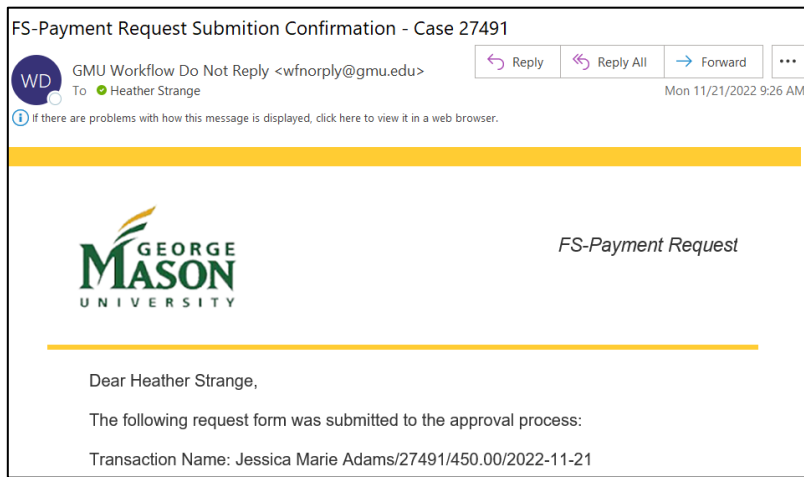 FS-Payment Request Submition Confirmation - Case 27491
WD
GMU Workflow Do Not Reply <wfnorply@gmu.edu>
To Heather Strange
Reply
Reply All
Forward
Mon 11/21/2022 9:26 AM
If there are problems with how this message is displayed, click here to view it in a web browser.
GEORGE
MASON
UNIVERSITY
FS-Payment Request
Dear Heather Strange,
The following request form was submitted to the approval process:
Transaction Name: Jessica Marie Adams/27491/450.00/2022-11-21